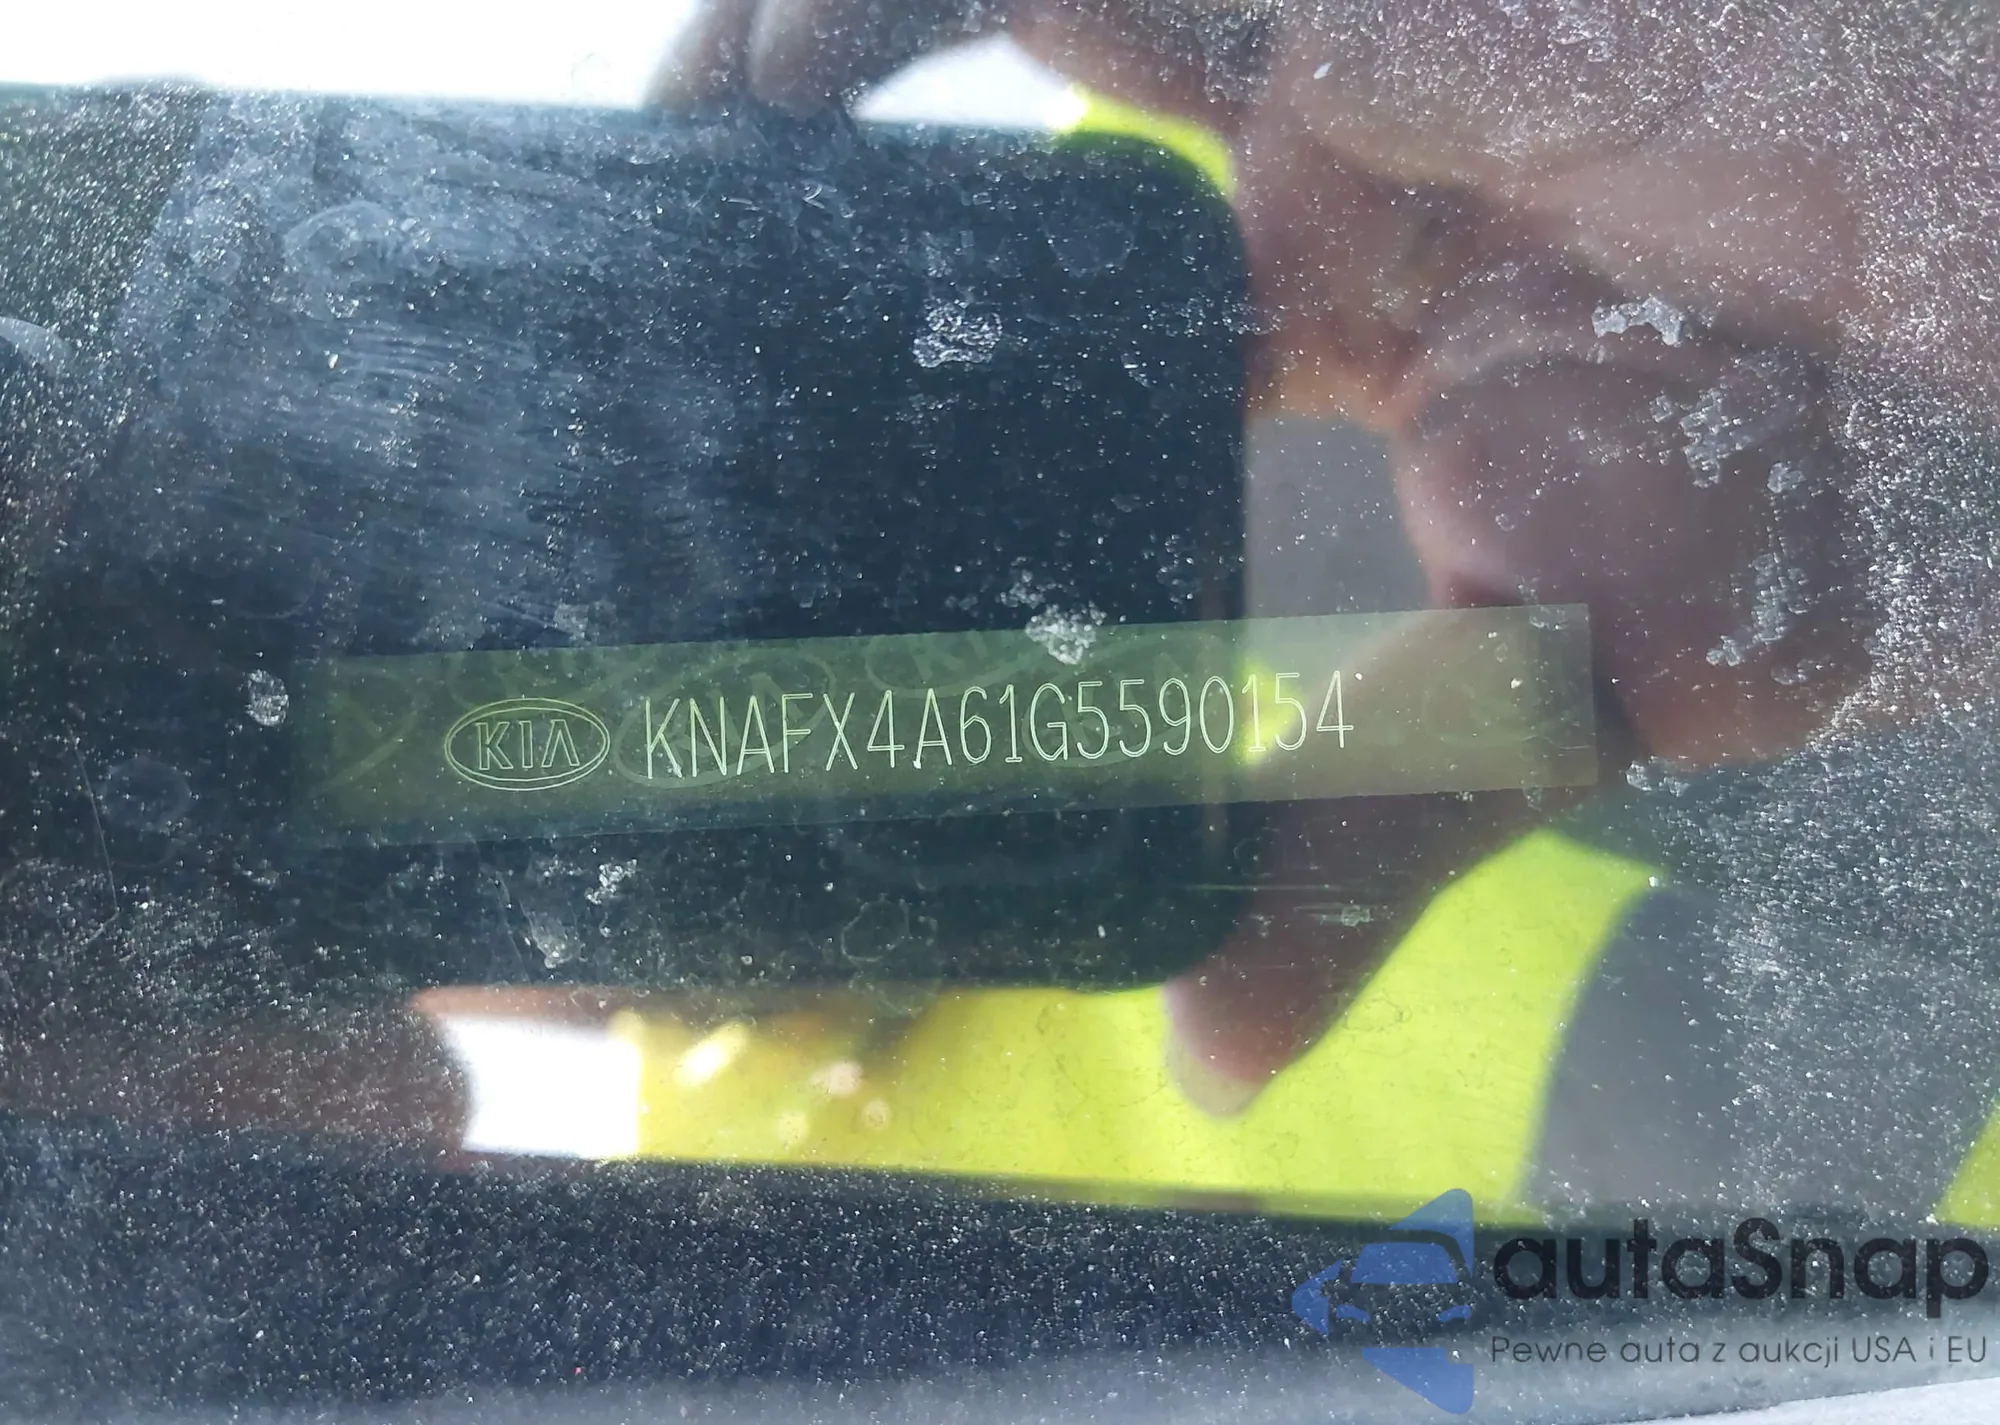 KIA KNAFX4A61G5590154
autaSnap
Pewne auta z aukcji USA i EU